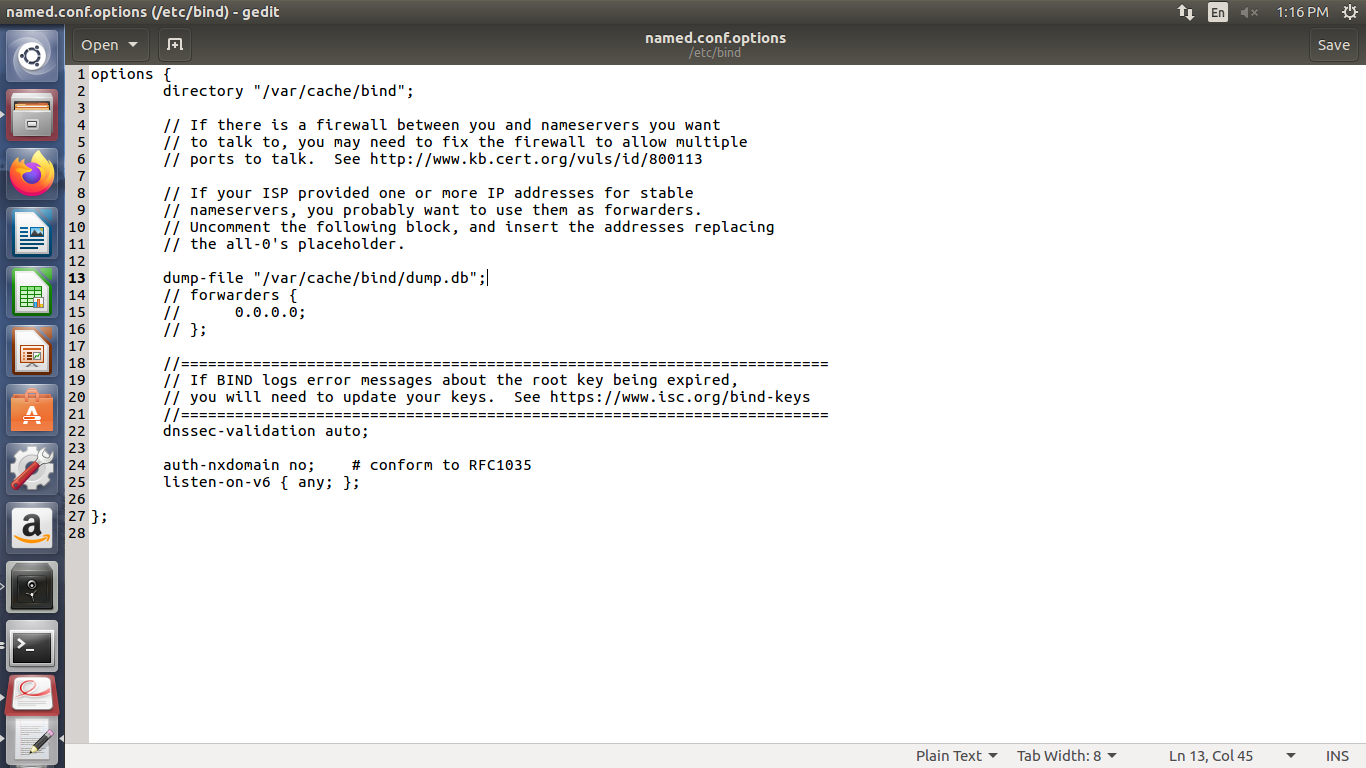 named.conf.options (/etc/bind) - gedit
En
1:16 PM
Open
named.conf.options
/etc/bind
Save
1 options {
2         directory "/var/cache/bind";
3
4         // If there is a firewall between you and nameservers you want
5         // to talk to, you may need to fix the firewall to allow multiple
6         // ports to talk.  See http://www.kb.cert.org/vuls/id/800113
7
8         // If your ISP provided one or more IP addresses for stable
9         // nameservers, you probably want to use them as forwarders.
10         // Uncomment the following block, and insert the addresses replacing
11         // the all-0's placeholder.
12
13         dump-file "/var/cache/bind/dump.db";
14         // forwarders {
15         //      0.0.0.0;
16         // };
17
18         //========================================================================
19         // If BIND logs error messages about the root key being expired,
20         // you will need to update your keys.  See https://www.isc.org/bind-keys
21         //========================================================================
22         dnssec-validation auto;
23
24         auth-nxdomain no;    # conform to RFC1035
25         listen-on-v6 { any; };
26
27 };
28
Plain Text
Tab Width: 8
Ln 13, Col 45
INS